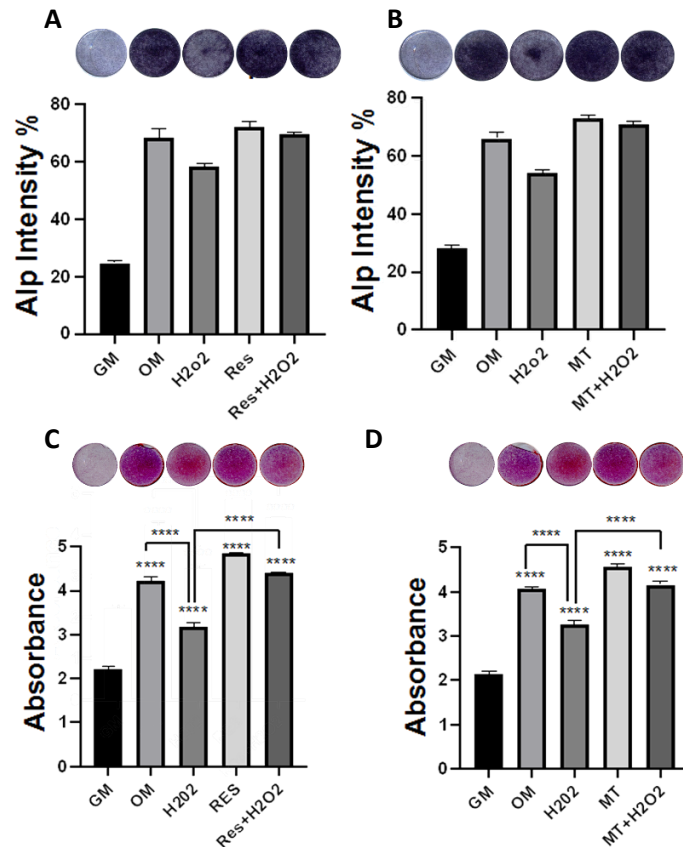 A
Alp Intensity %
80
60
40
20
0
GM
OM
H2o2
Res
Res+H2O2
B
Alp Intensity %
80
60
40
20
0
GM
OM
H2o2
MT
MT+H2O2
C
Absorbance
5
4
3
2
1
0
****
****
****
****
****
****
GM
OM
H202
RES
Res+H2O2
D
Absorbance
5
4
3
2
1
0
****
****
****
****
****
****
GM
OM
H202
MT
MT+H2O2